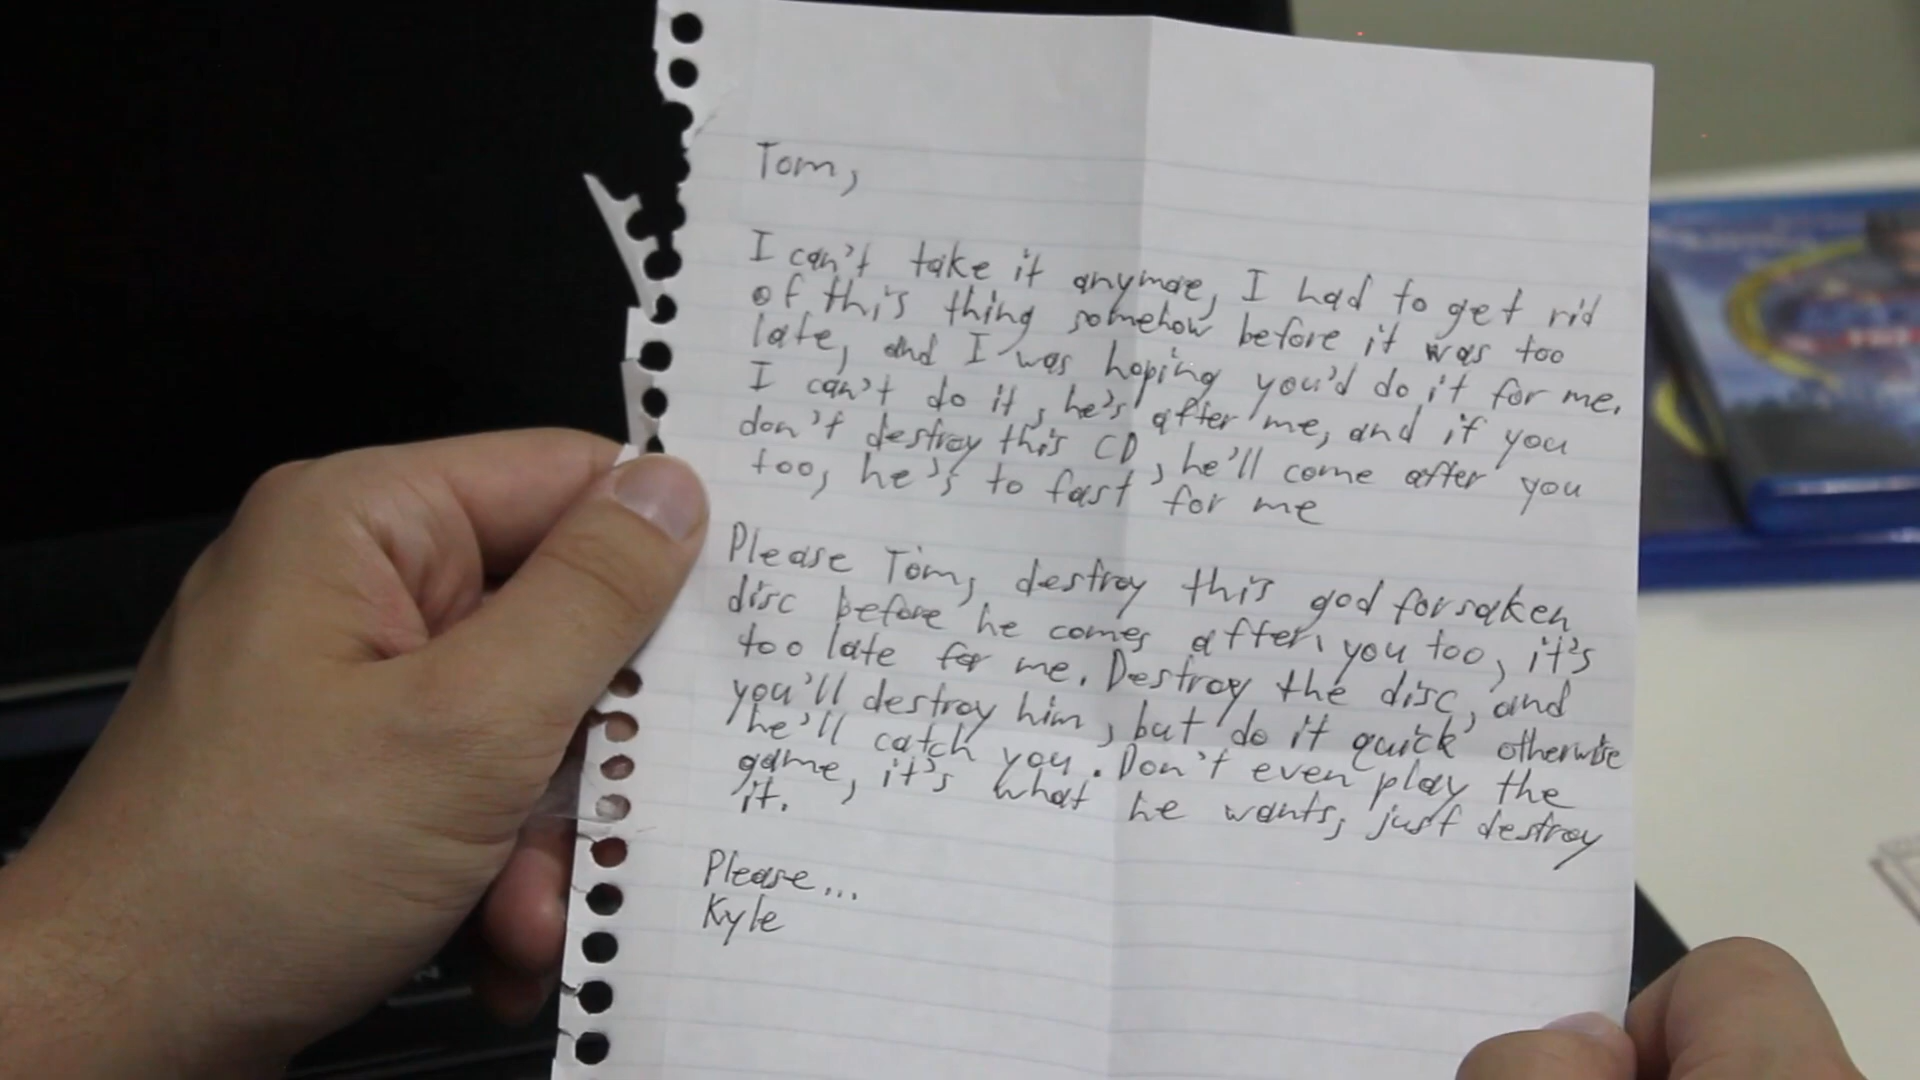 Tom,
I can't take it anymore, I had to get rid
of this thing somehow before it was too
late, and I was hoping you'd do it for me.
I can't do it, he's after me, and if you
don't destroy this CD, he'll come after you
too, he's to fast for me
Please Tom, destroy this god forsaken
disc before he comes after you too, it's
too late for me. Destroy the disc, and
you'll destroy him, but do it quick, otherwise
he'll catch you. Don't even play the
game, it's what he wants, just destroy
it.
Please...
Kyle